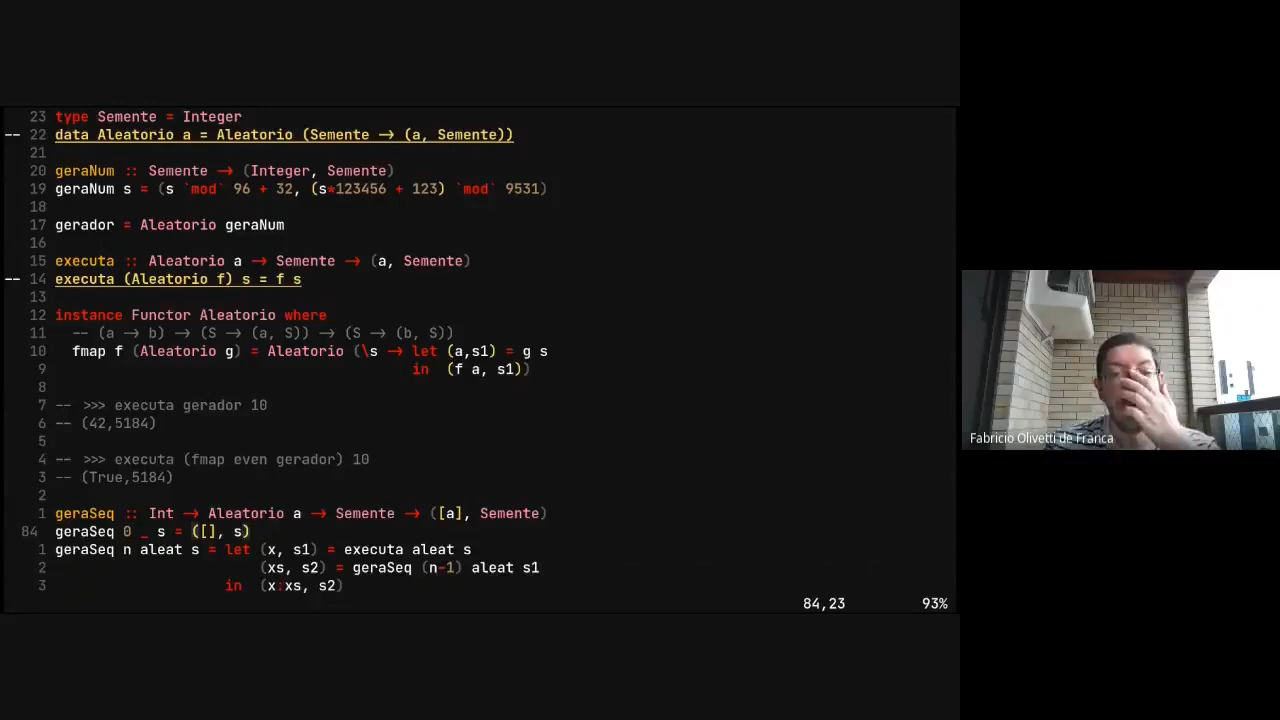 23 type Semente = Integer
-- 22 data Aleatorio a = Aleatorio (Semente → (a, Semente))
21
20 geraNum :: Semente → (Integer, Semente)
19 geraNum s = (s `mod` 96 + 32, (s*123456 + 123) `mod` 9531)
18
17 gerador = Aleatorio geraNum
16
15 executa :: Aleatorio a → Semente → (a, Semente)
-- 14 executa (Aleatorio f) s = f s
13
12 instance Functor Aleatorio where
11 -- (a → b) → (S → (a, S)) → (S → (b, S))
10 fmap f (Aleatorio g) = Aleatorio (\s → let (a,s1) = g s
9 in (f a, s1))
8
7 -- >>> executa gerador 10
6 -- (42,5184)
5
4 -- >>> executa (fmap even gerador) 10
3 -- (True,5184)
2
1 geraSeq :: Int → Aleatorio a → Semente → ([a], Semente)
84 geraSeq 0 _ s = ([], s)
1 geraSeq n aleat s = let (x, s1) = executa aleat s
2 (xs, s2) = geraSeq (n-1) aleat s1
3 in (x:xs, s2)
84,23 93%
Fabricio Olivetti de Franca